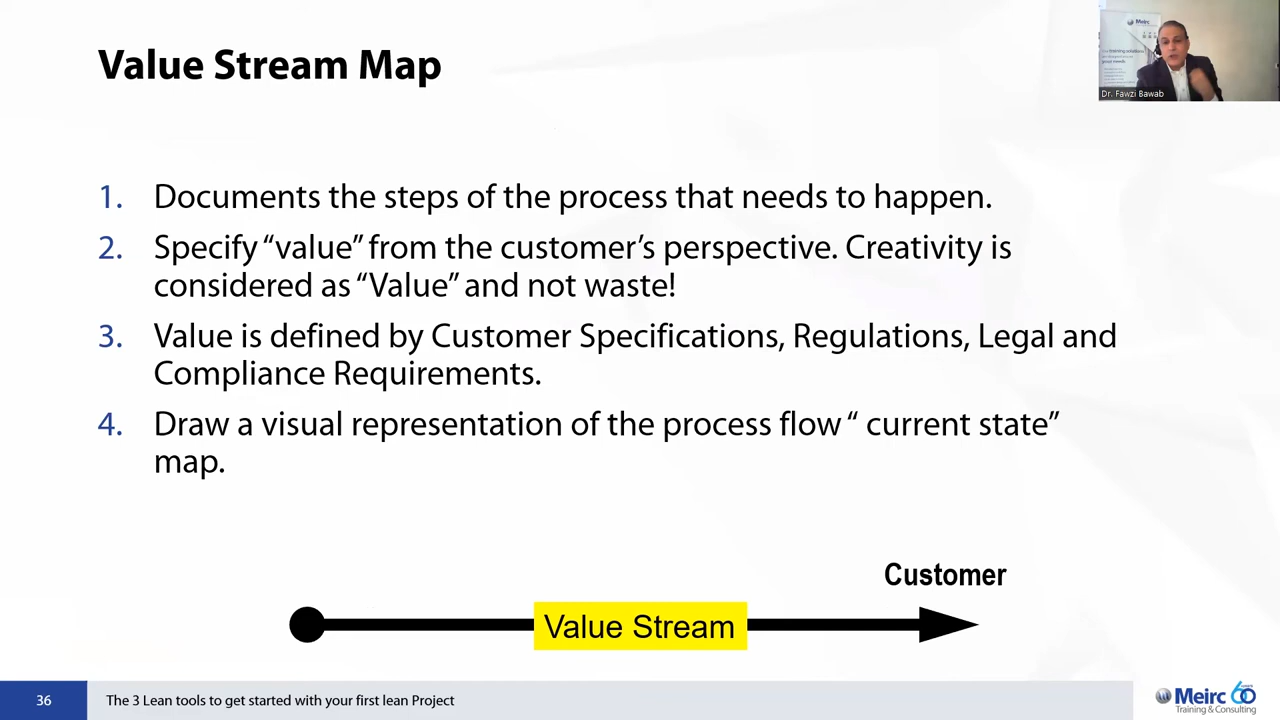 Value Stream Map
Meirc
Dr. Fawzi Bawab
1. Documents the steps of the process that needs to happen.
2. Specify “value” from the customer’s perspective. Creativity is
considered as “Value” and not waste!
3. Value is defined by Customer Specifications, Regulations, Legal and
Compliance Requirements.
4. Draw a visual representation of the process flow “ current state”
map.
Customer
Value Stream
36
The 3 Lean tools to get started with your first lean Project
Meirc 60
Training & Consulting